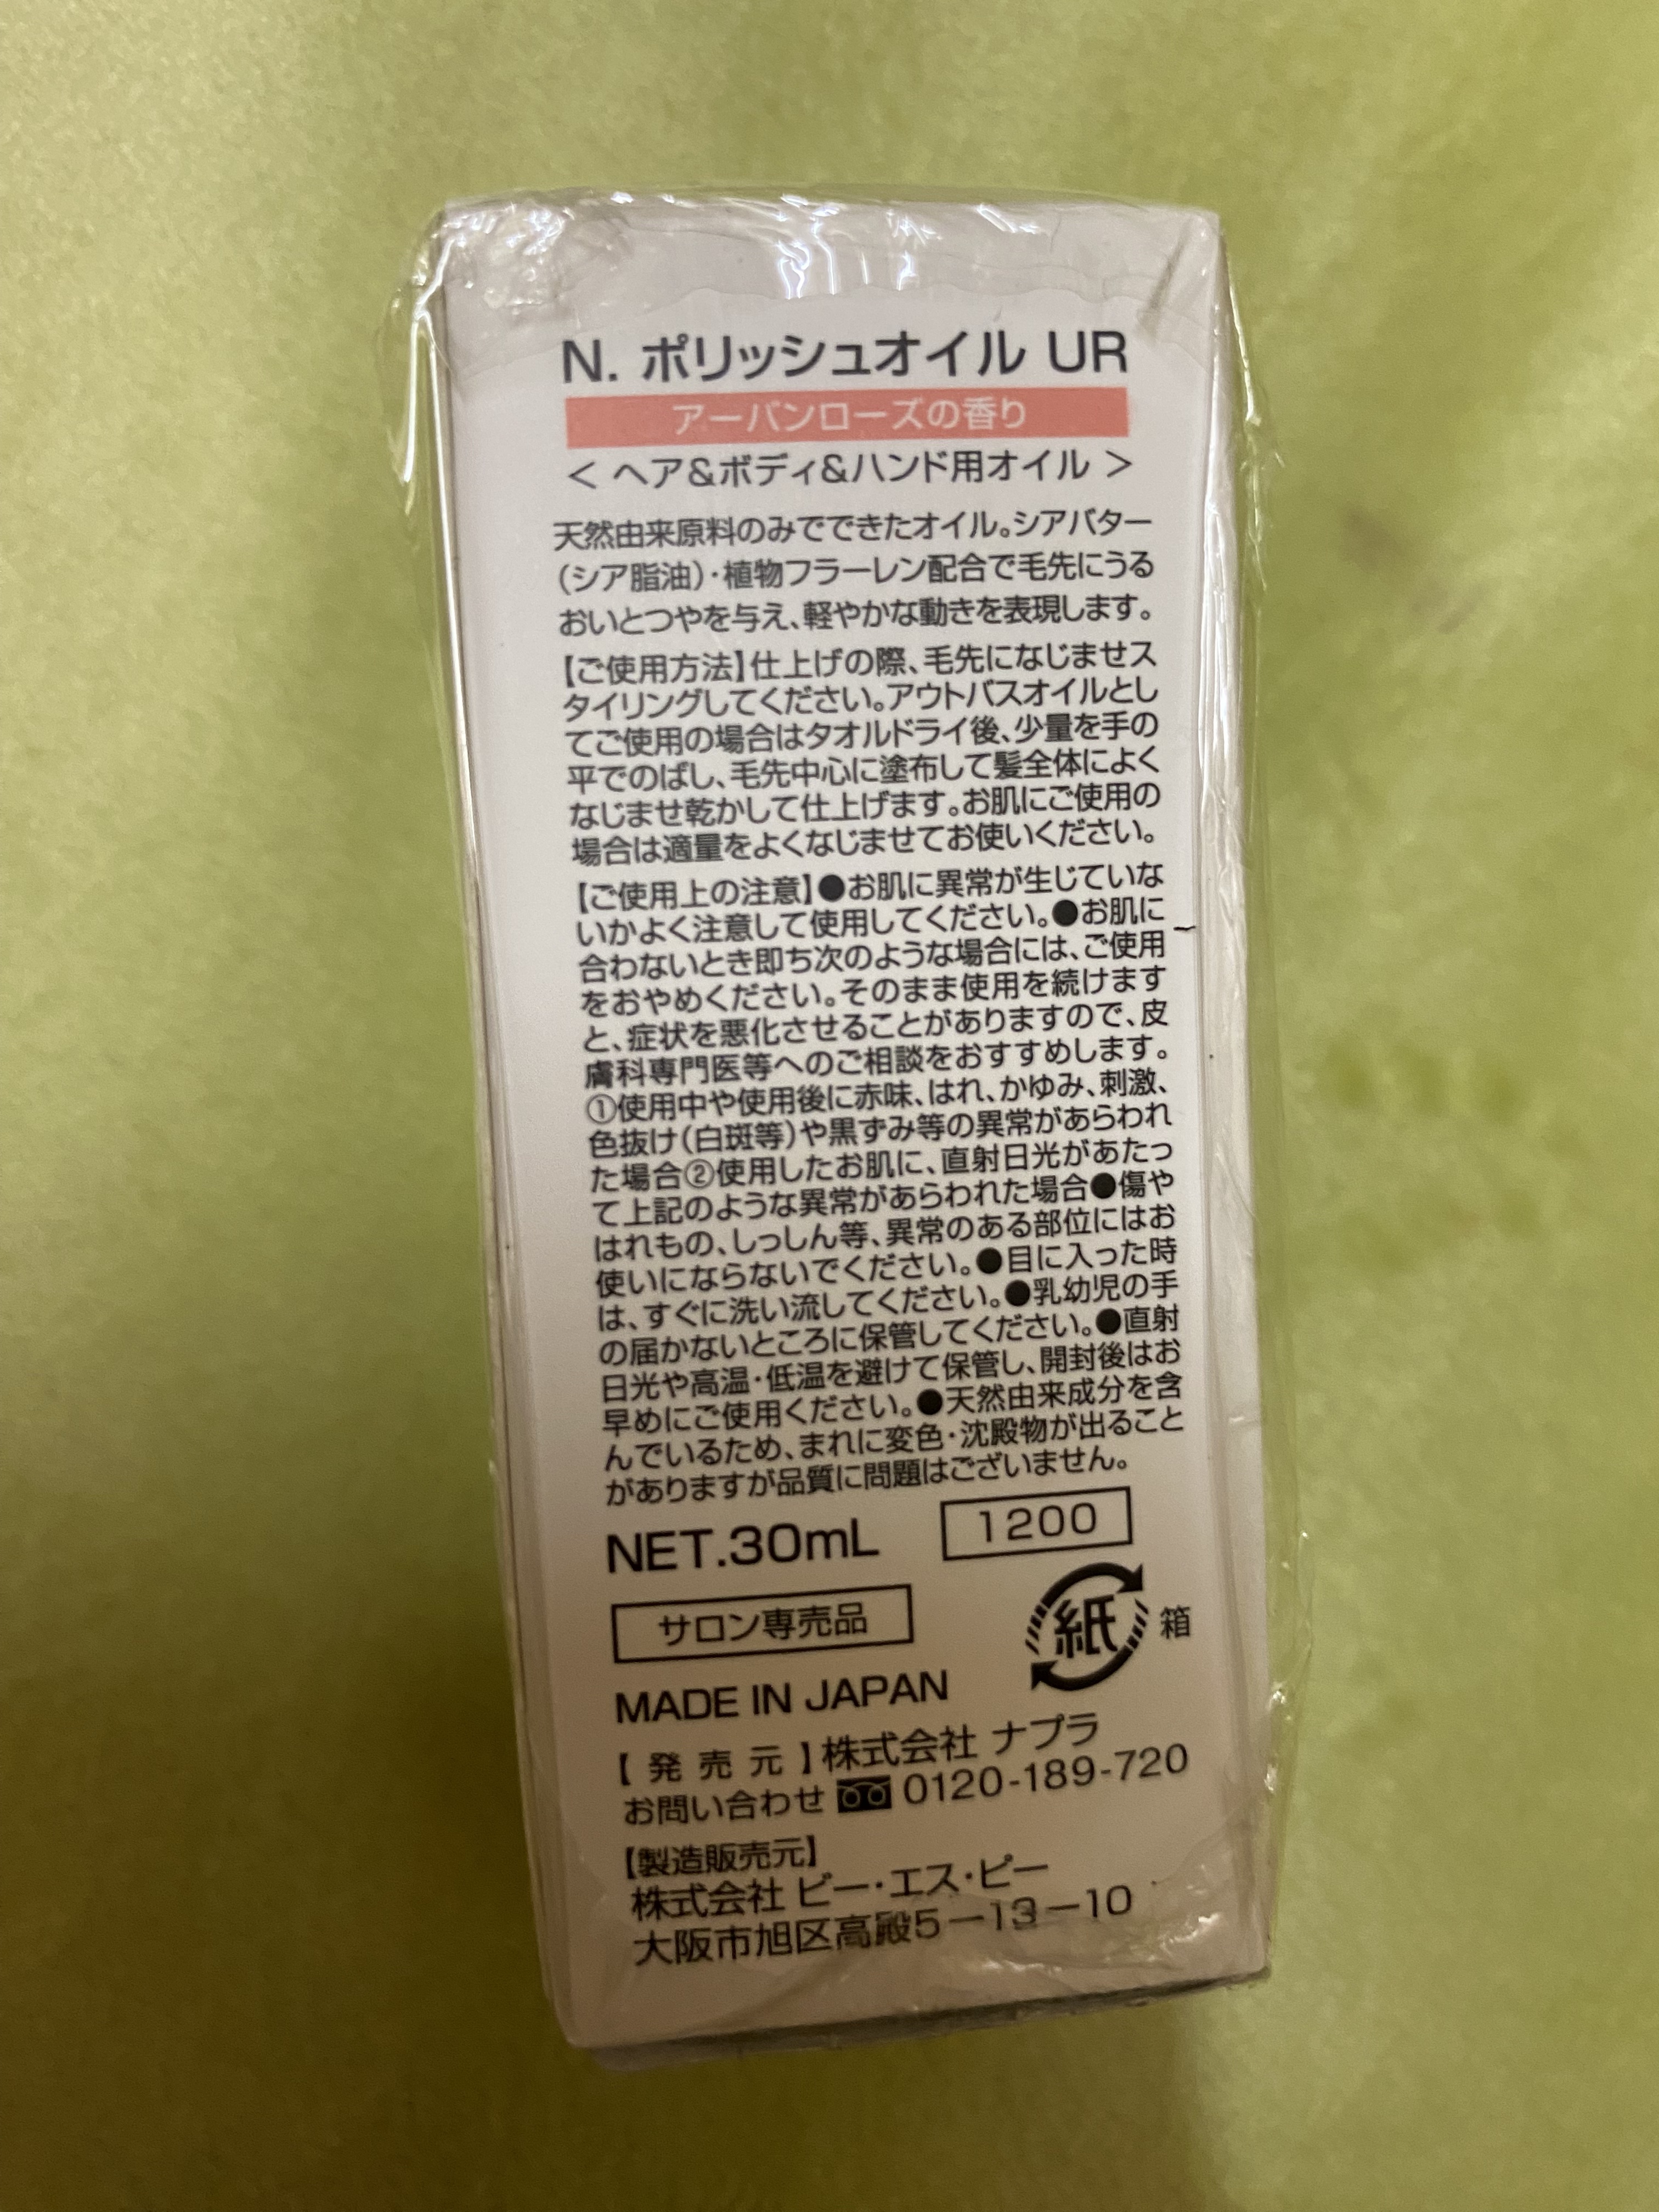 N. ポリッシュオイル UR
アーバンローズの香り
< ヘア&ボディ&ハンド用オイル >
天然由来原料のみでできたオイル。シアバター
(シア脂油)・植物フラーレン配合で毛先にうる
おいとつやを与え、軽やかな動きを表現します。
【ご使用方法】仕上げの際、毛先になじませス
タイリングしてください。アウトバスオイルとし
てご使用の場合はタオルドライ後、少量を手の
平でのばし、毛先中心に塗布して髪全体によく
なじませ乾かして仕上げます。お肌にご使用の
場合は適量をよくなじませてお使いください。
【ご使用上の注意】●お肌に異常が生じていな
いかよく注意して使用してください。●お肌に
合わないとき即ち次のような場合には、ご使用
をおやめください。そのまま使用を続けます
と、症状を悪化させることがありますので、皮
膚科専門医等へのご相談をおすすめします。
①使用中や使用後に赤味、はれ、かゆみ、刺激、
色抜け(白斑等)や黒ずみ等の異常があらわれ
た場合②使用したお肌に、直射日光があたっ
て上記のような異常があらわれた場合●傷や
はれもの、しっしん等、異常のある部位にはお
使いにならないでください。●目に入った時
は、すぐに洗い流してください。●乳幼児の手
の届かないところに保管してください。●直射
日光や高温・低温を避けて保管し、開封後はお
早めにご使用ください。●天然由来成分を含
んでいるため、まれに変色・沈殿物が出ること
がありますが品質に問題はございません。
NET.30mL 1200
サロン専売品
紙 箱
MADE IN JAPAN
【 発 売 元 】株式会社 ナプラ
お問い合わせ 0120-189-720
【製造販売元】
株式会社 ビー・エス・ピー
大阪市旭区高殿5－13－10